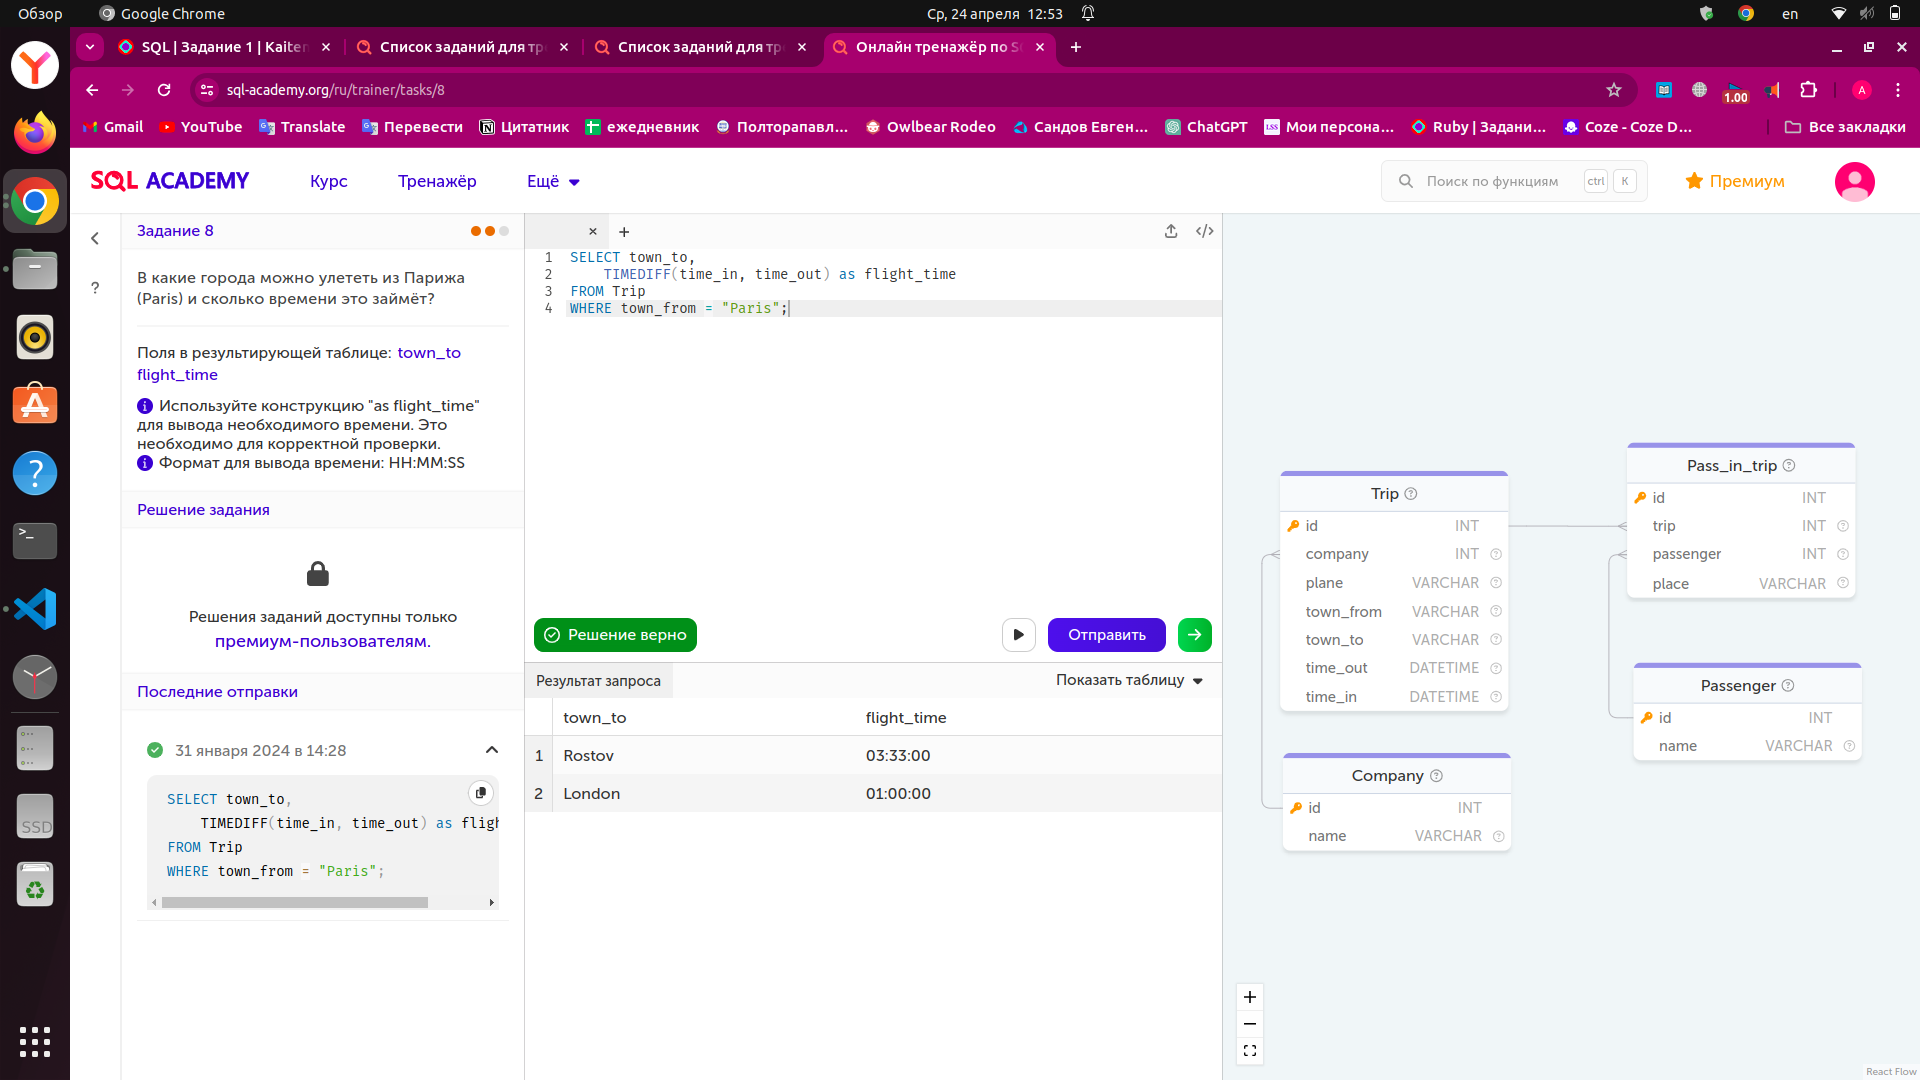 Обзор
Google Chrome
Ср, 24 апреля 12:53
en
SQL | Задание 1 | Kaiten
Список заданий для тр
Список заданий для тр
Онлайн тренажёр по S
sql-academy.org/ru/trainer/tasks/8
1.00
A
Gmail
YouTube
Translate
Перевести
Цитатник
ежедневник
Полторапавл...
Owlbear Rodeo
Сандов Евген...
ChatGPT
LSS
Мои персона...
Ruby | Задани...
Coze - Coze D...
Все закладки
SQL ACADEMY
Курс
Тренажёр
Ещё
Поиск по функциям
ctrl
K
Премиум
Задание 8
В какие города можно улететь из Парижа
(Paris) и сколько времени это займёт?
Поля в результирующей таблице: town_to
flight_time
Используйте конструкцию "as flight_time"
для вывода необходимого времени. Это
необходимо для корректной проверки.
Формат для вывода времени: HH:MM:SS
Решение задания
Решения заданий доступны только
премиум-пользователям.
Последние отправки
31 января 2024 в 14:28
SELECT town_to,
TIMEDIFF(time_in, time_out) as fligh
FROM Trip
WHERE town_from = "Paris";
1 SELECT town_to,
2 TIMEDIFF(time_in, time_out) as flight_time
3 FROM Trip
4 WHERE town_from = "Paris";
Решение верно
Отправить
Результат запроса
Показать таблицу
town_to flight_time
1 Rostov 03:33:00
2 London 01:00:00
Trip
id INT
company INT
plane VARCHAR
town_from VARCHAR
town_to VARCHAR
time_out DATETIME
time_in DATETIME
Pass_in_trip
id INT
trip INT
passenger INT
place VARCHAR
Passenger
id INT
name VARCHAR
Company
id INT
name VARCHAR
SSD
React Flow